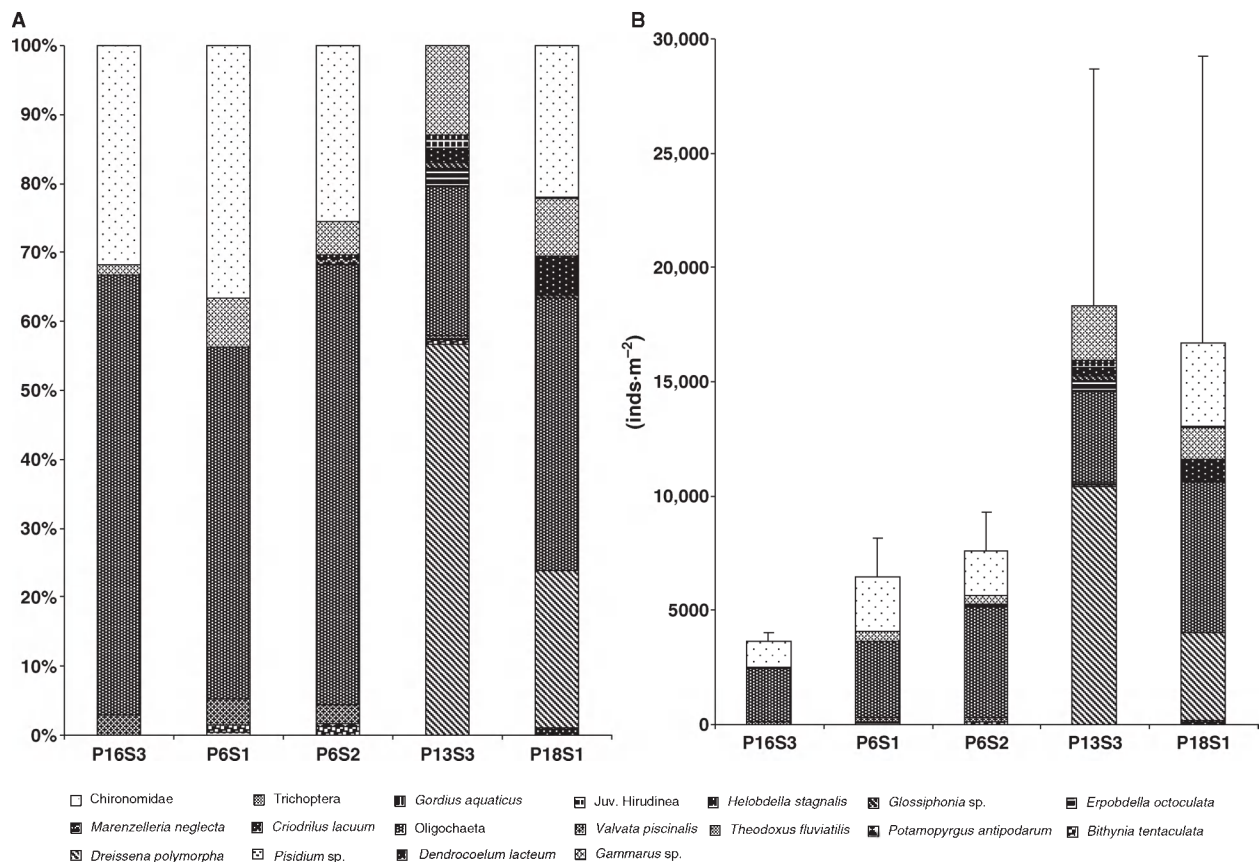 A
100%
90%
80%
70%
60%
50%
40%
30%
20%
10%
0%
P16S3 P6S1 P6S2 P13S3 P18S1
B
30,000
25,000
20,000
15,000
10,000
5000
0
(inds·m⁻²)
P16S3 P6S1 P6S2 P13S3 P18S1
Chironomidae Trichoptera Gordius aquaticus Juv. Hirudinea Helobdella stagnalis Glossiphonia sp. Erpobdella octoculata
Marenzelleria neglecta Criodrilus lacuum Oligochaeta Valvata piscinalis Theodoxus fluviatilis Potamopyrgus antipodarum Bithynia tentaculata
Dreissena polymorpha Pisidium sp. Dendrocoelum lacteum Gammarus sp.